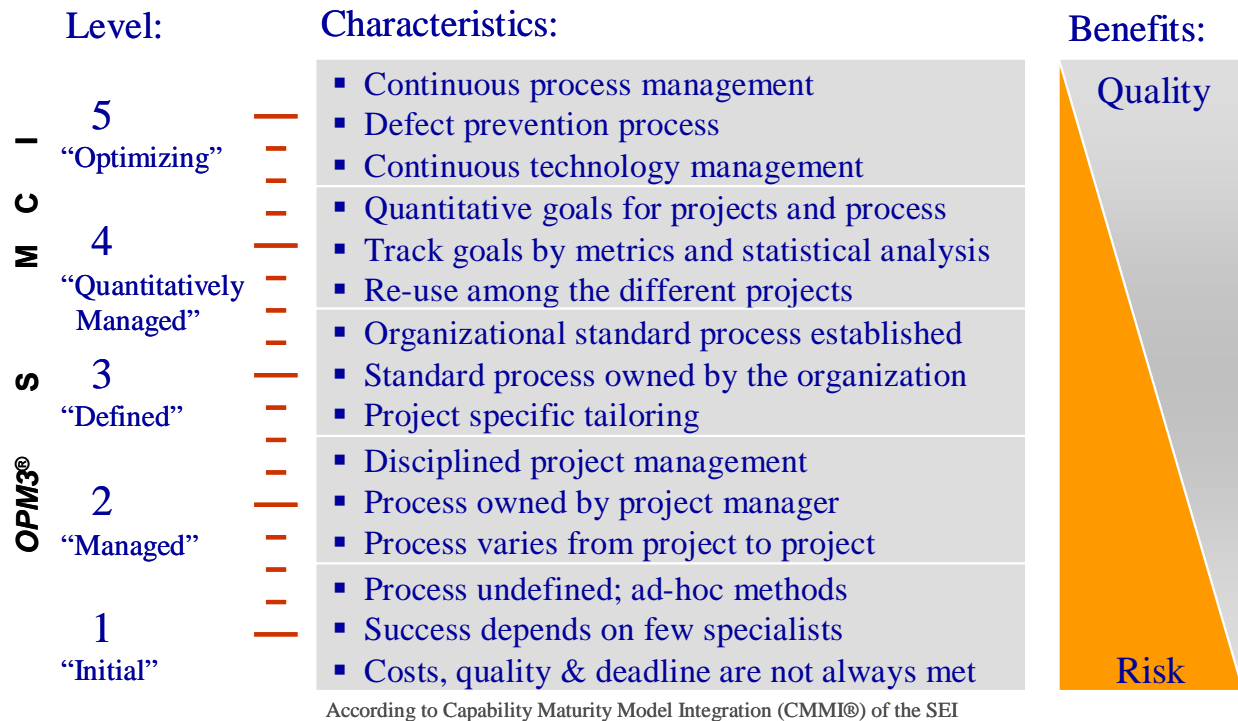 Level:
Characteristics:
Benefits:
5
“Optimizing”
▪ Continuous process management
▪ Defect prevention process
▪ Continuous technology management
4
“Quantitatively
Managed”
▪ Quantitative goals for projects and process
▪ Track goals by metrics and statistical analysis
▪ Re-use among the different projects
3
“Defined”
▪ Organizational standard process established
▪ Standard process owned by the organization
▪ Project specific tailoring
2
“Managed”
▪ Disciplined project management
▪ Process owned by project manager
▪ Process varies from project to project
1
“Initial”
▪ Process undefined; ad-hoc methods
▪ Success depends on few specialists
▪ Costs, quality & deadline are not always met
OPM3® S M C I
Quality
Risk
According to Capability Maturity Model Integration (CMMI®) of the SEI